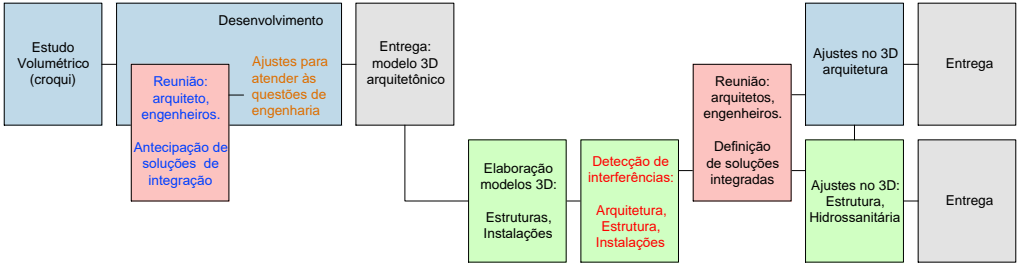 Estudo
Volumétrico
(croqui)
Desenvolvimento
Reunião:
arquiteto,
engenheiros.
Antecipação de
soluções de
integração
Ajustes para
atender às
questões de
engenharia
Entrega:
modelo 3D
arquitetônico
Elaboração
modelos 3D:
Estruturas,
Instalações
Detecção de
interferências:
Arquitetura,
Estrutura,
Instalações
Reunião:
arquitetos,
engenheiros.
Definição
de soluções
integradas
Ajustes no 3D
arquitetura
Entrega
Ajustes no 3D:
Estrutura,
Hidrossanitária
Entrega